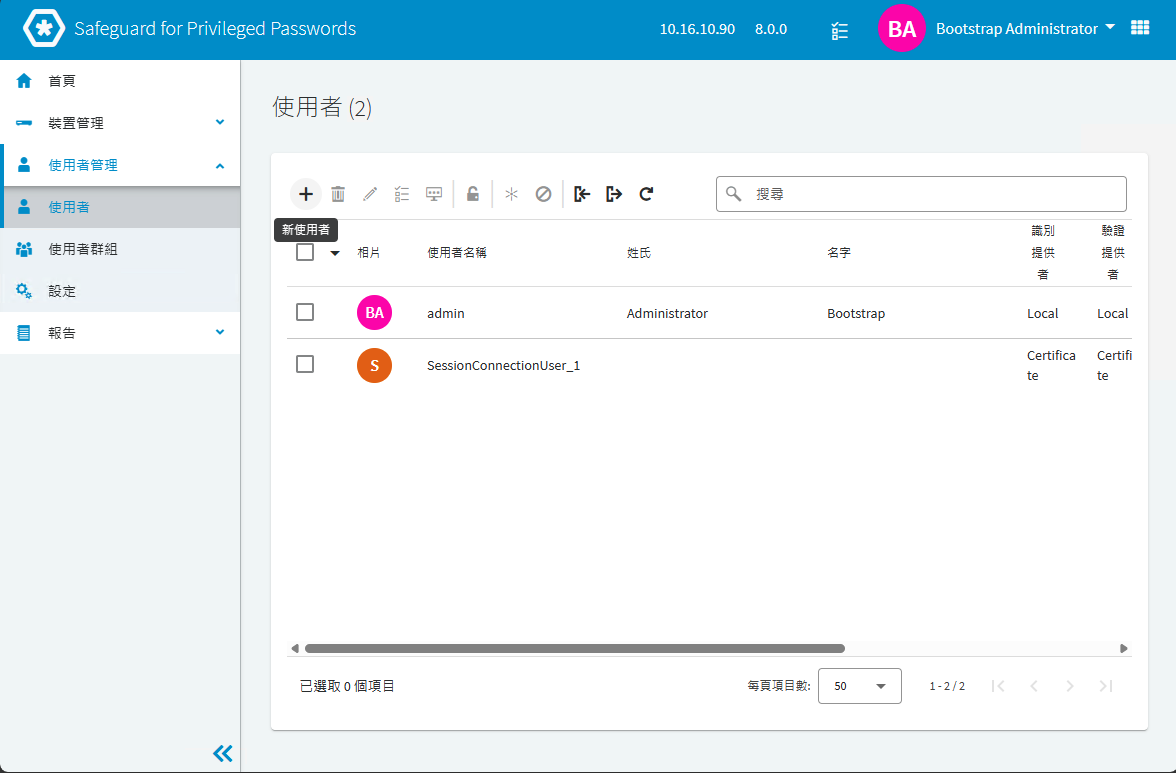 Safeguard for Privileged Passwords
10.16.10.90 8.0.0 BA Bootstrap Administrator
首頁
裝置管理
使用者管理
使用者
使用者群組
設定
報告
使用者 (2)
搜尋
新使用者
相片 使用者名稱 姓氏 名字 識別提供者 驗證提供者
BA admin Administrator Bootstrap Local Local
S SessionConnectionUser_1 Certificate Certifite
已選取 0 個項目 每頁項目數: 50 1 - 2 / 2